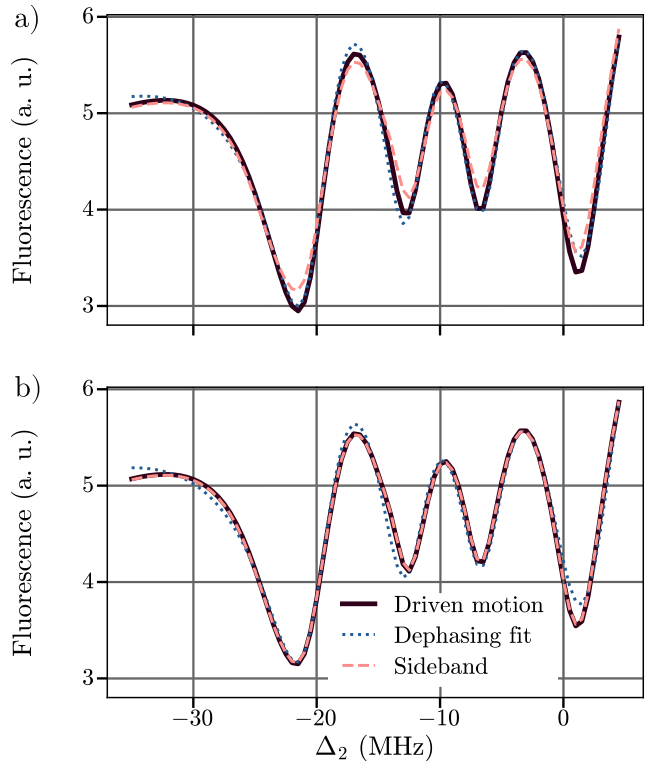 a)
6
5
4
3
Fluorescence (a. u.)
b)
6
5
4
3
Fluorescence (a. u.)
Driven motion
Dephasing fit
Sideband
−30
−20
−10
0
Δ₂ (MHz)